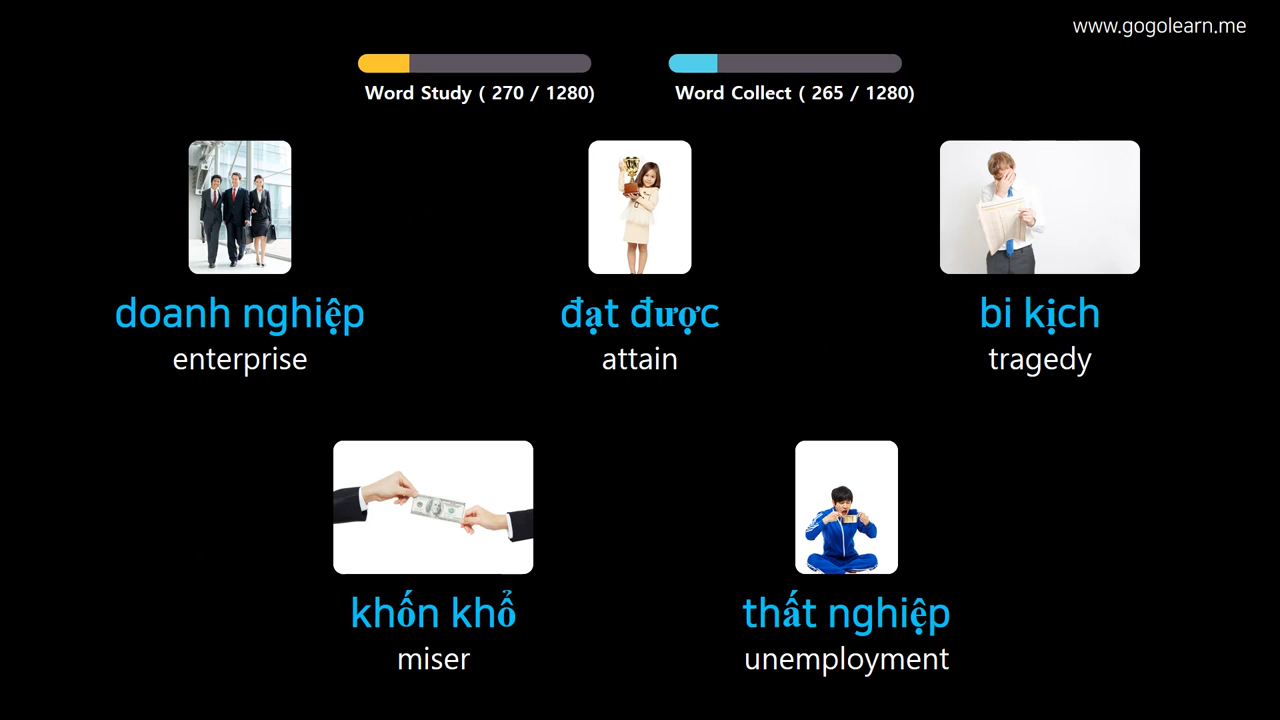 www.gogolearn.me
Word Study ( 270 / 1280)
Word Collect ( 265 / 1280)
doanh nghiệp
enterprise
đạt được
attain
bi kịch
tragedy
khốn khổ
miser
thất nghiệp
unemployment